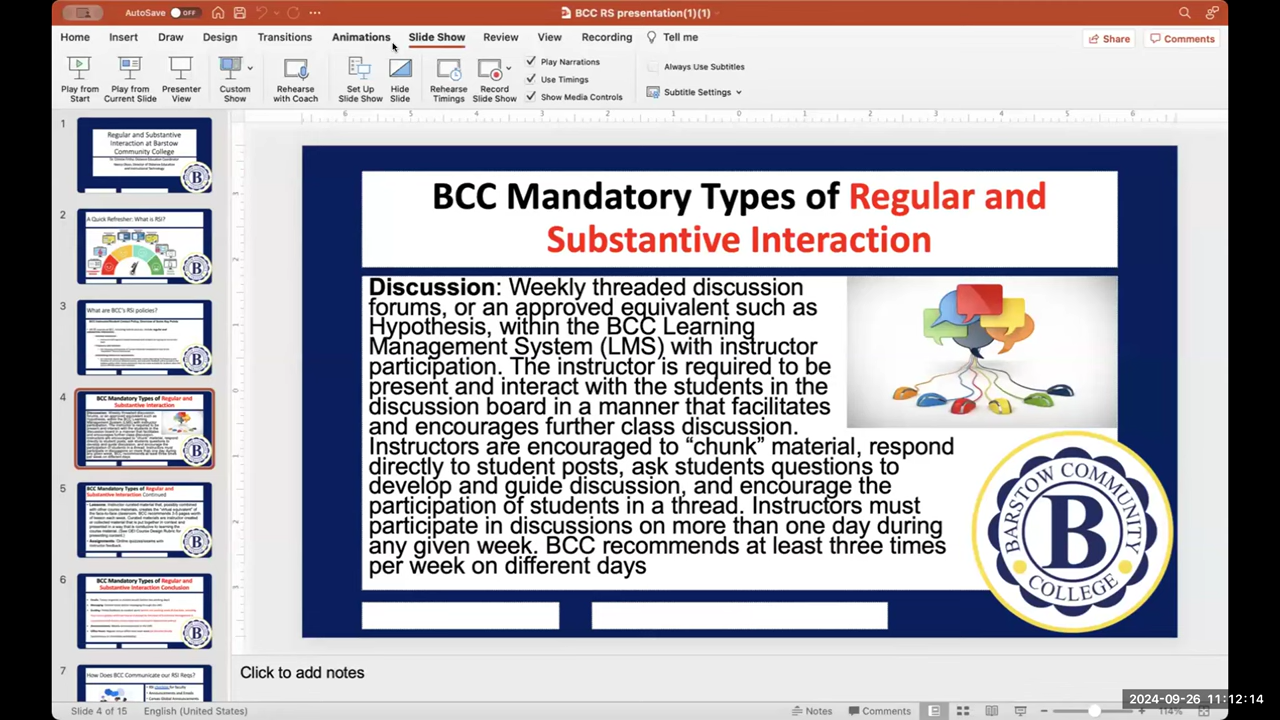 AutoSave OFF
BCC RS presentation(1)(1)
Home Insert Draw Design Transitions Animations Slide Show Review View Recording Tell me
Share Comments
Play from Start
Play from Current Slide
Presenter View
Custom Show
Rehearse with Coach
Set Up Slide Show
Hide Slide
Rehearse Timings
Record Slide Show
Play Narrations
Use Timings
Show Media Controls
Always Use Subtitles
Subtitle Settings
1
Regular and Substantive
Interaction at Barstow
Community College
2
A Quick Refresher: What is RSI?
3
What are BCC's RSI policies?
4
BCC Mandatory Types of Regular and
Substantive Interaction
5
BCC Mandatory Types of Regular and
Substantive Interaction Continued
6
BCC Mandatory Types of Regular and
Substantive Interaction Conclusion
7
How Does BCC Communicate our RSI Reqs?
BCC Mandatory Types of Regular and
Substantive Interaction
Discussion: Weekly threaded discussion
forums, or an approved equivalent such as
Hypothesis, within the BCC Learning
Management System (LMS) with instructor
participation. The instructor is required to be
present and interact with the students in the
discussion board in a manner that facilitates
and encourages further class discussion.
Instructors are encouraged to “chunk” material, respond
directly to student posts, ask students questions to
develop and guide discussion, and encourage the
participation of students in a thread. Instructors must
participate in discussions on more than one day during
any given week. BCC recommends at least three times
per week on different days
BARSTOW COMMUNITY
B
COLLEGE
Click to add notes
2024-09-26 11:12:14
Slide 4 of 15 English (United States) Notes Comments 114%